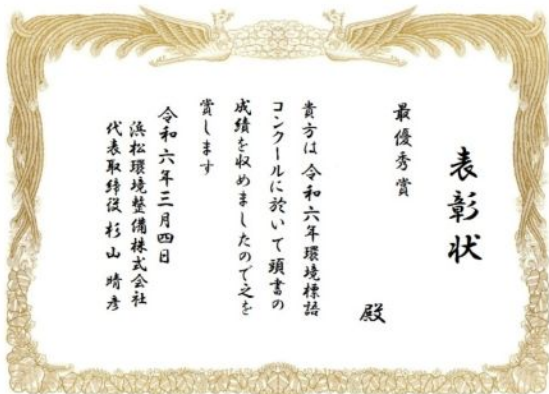 表彰状
最優秀賞
殿
貴方は令和六年環境標語
コンクールに於いて頭書の
成績を収めましたので之を
賞します
令和六年三月四日
浜松環境整備株式会社
代表取締役杉山晴彦